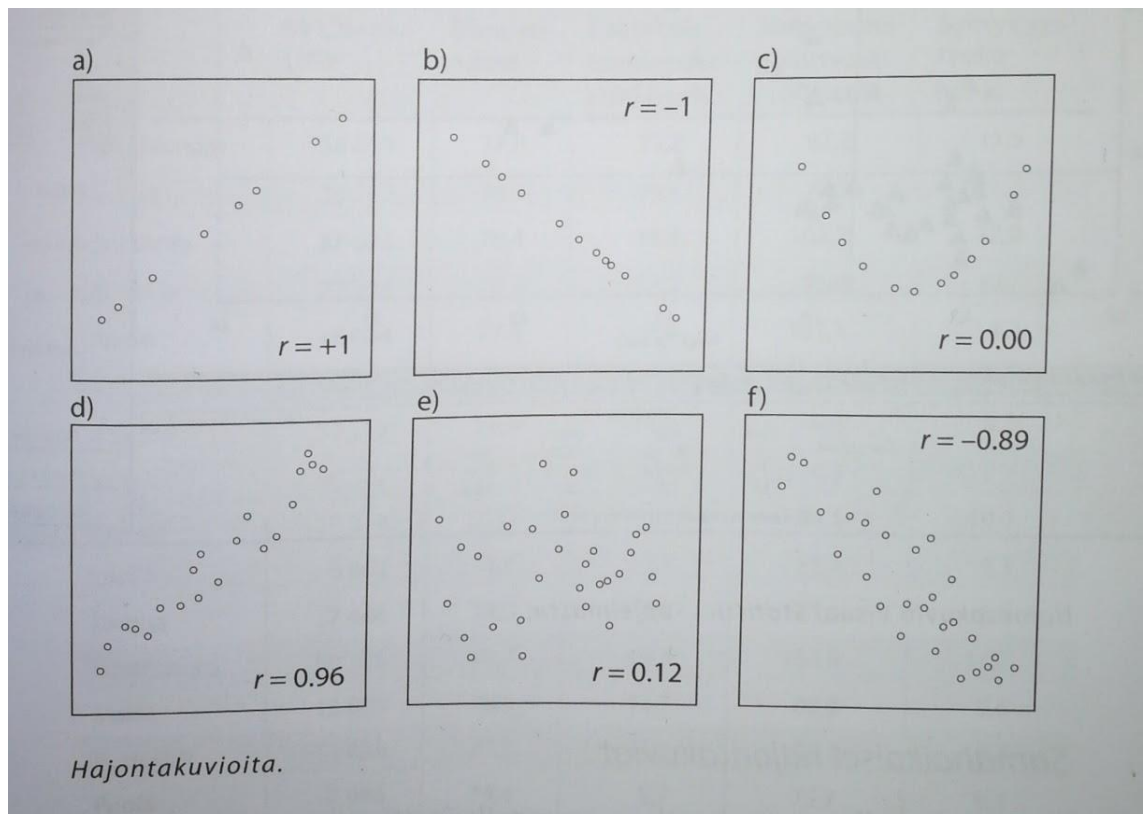 a)
b)
c)
r = –1
r = +1
r = 0.00
d)
e)
f)
r = –0.89
r = 0.96
r = 0.12
Hajontakuvioita.